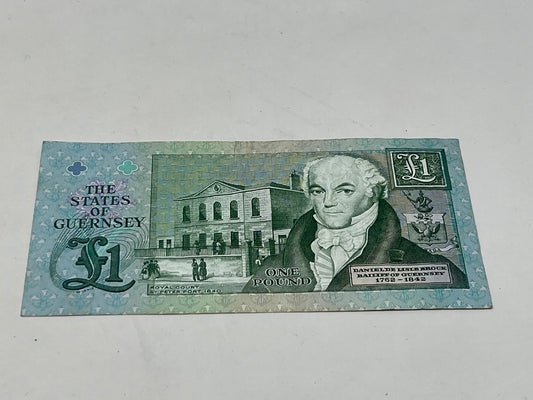 THE
STATES
OF
GUERNSEY
£1
ROYAL COURT
ST PETER PORT, 1840
ONE
POUND
£1
DANIEL DE LISLE BROCK
BAILIFF OF GUERNSEY
1762 - 1842